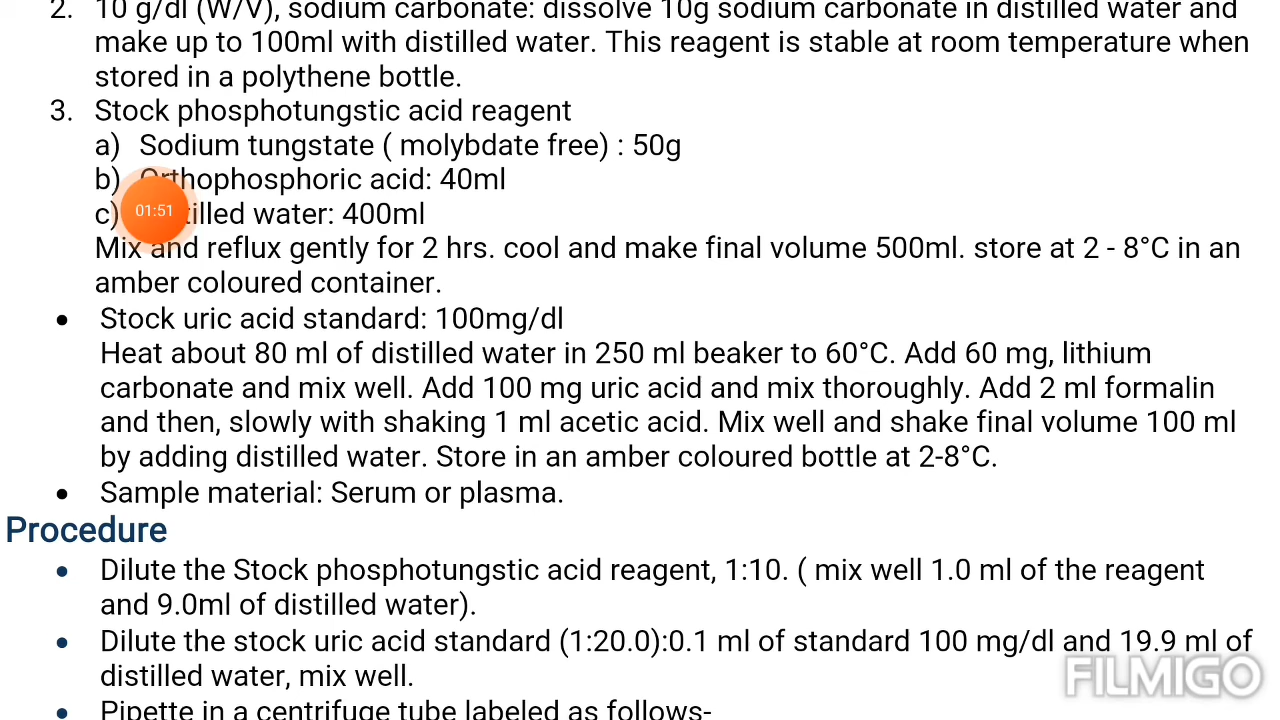 2. 10 g/dl (W/V), sodium carbonate: dissolve 10g sodium carbonate in distilled water and
make up to 100ml with distilled water. This reagent is stable at room temperature when
stored in a polythene bottle.
3. Stock phosphotungstic acid reagent
a) Sodium tungstate ( molybdate free) : 50g
b) Orthophosphoric acid: 40ml
c) tilled water: 400ml
01:51
Mix and reflux gently for 2 hrs. cool and make final volume 500ml. store at 2 - 8°C in an
amber coloured container.
• Stock uric acid standard: 100mg/dl
Heat about 80 ml of distilled water in 250 ml beaker to 60°C. Add 60 mg, lithium
carbonate and mix well. Add 100 mg uric acid and mix thoroughly. Add 2 ml formalin
and then, slowly with shaking 1 ml acetic acid. Mix well and shake final volume 100 ml
by adding distilled water. Store in an amber coloured bottle at 2-8°C.
• Sample material: Serum or plasma.
Procedure
• Dilute the Stock phosphotungstic acid reagent, 1:10. ( mix well 1.0 ml of the reagent
and 9.0ml of distilled water).
• Dilute the stock uric acid standard (1:20.0):0.1 ml of standard 100 mg/dl and 19.9 ml of
distilled water, mix well.
• Pipette in a centrifuge tube labeled as follows-
FILMIGO